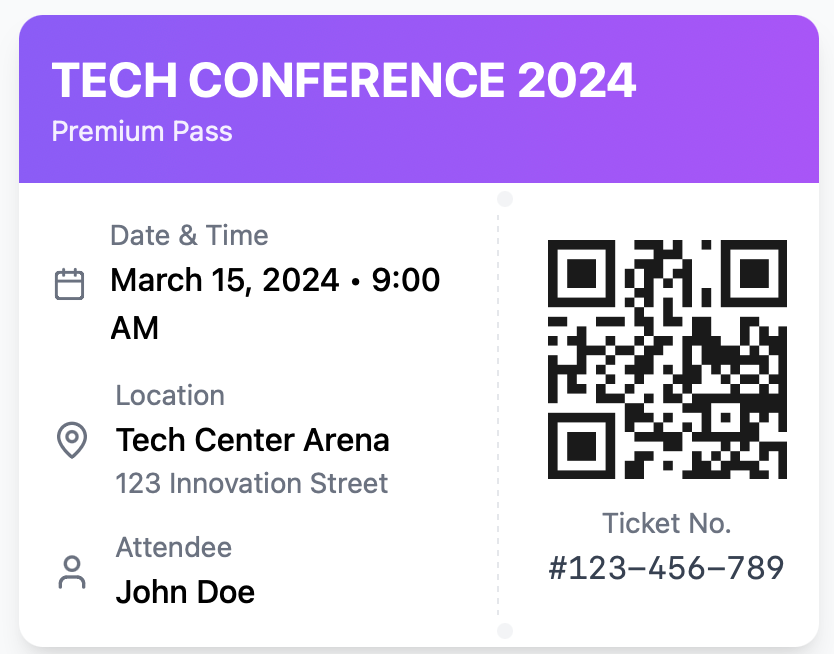 TECH CONFERENCE 2024
Premium Pass
Date & Time
March 15, 2024 • 9:00
AM
Location
Tech Center Arena
123 Innovation Street
Attendee
John Doe
Ticket No.
#123–456–789